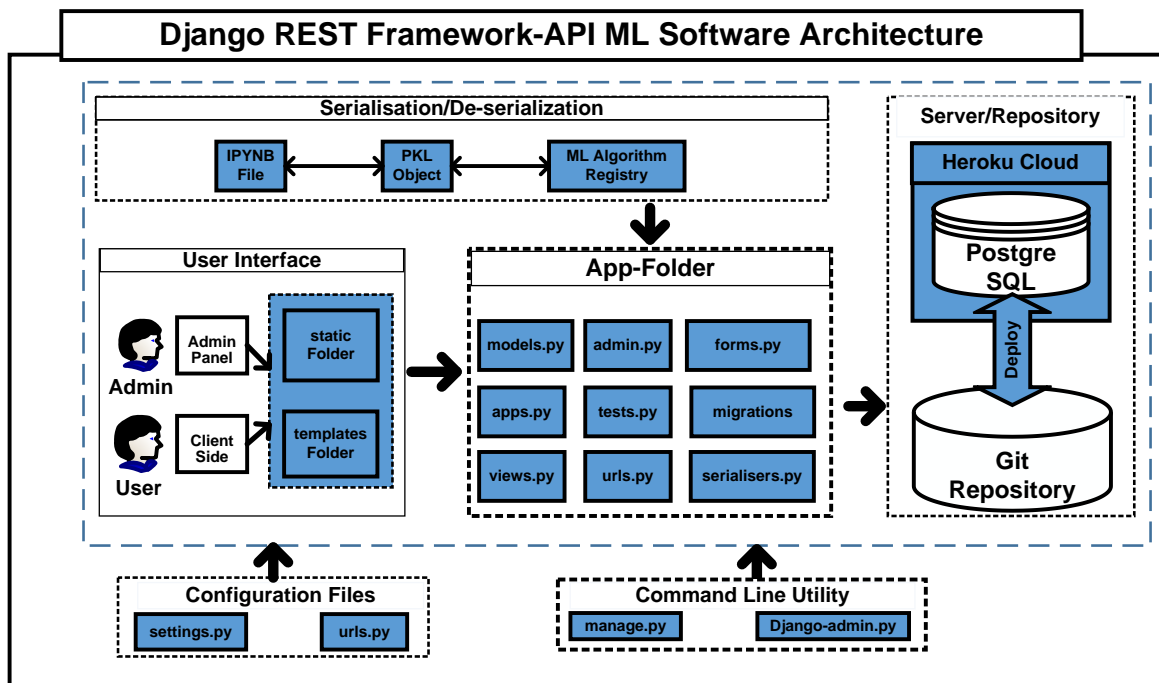 Django REST Framework-API ML Software Architecture
Serialisation/De-serialization
IPYNB
File
PKL
Object
ML Algorithm
Registry
Server/Repository
Heroku Cloud
Postgre
SQL
Deploy
Git
Repository
User Interface
Admin
Panel
Admin
static
Folder
Client
Side
User
templates
Folder
App-Folder
models.py
admin.py
forms.py
apps.py
tests.py
migrations
views.py
urls.py
serialisers.py
Configuration Files
settings.py
urls.py
Command Line Utility
manage.py
Django-admin.py